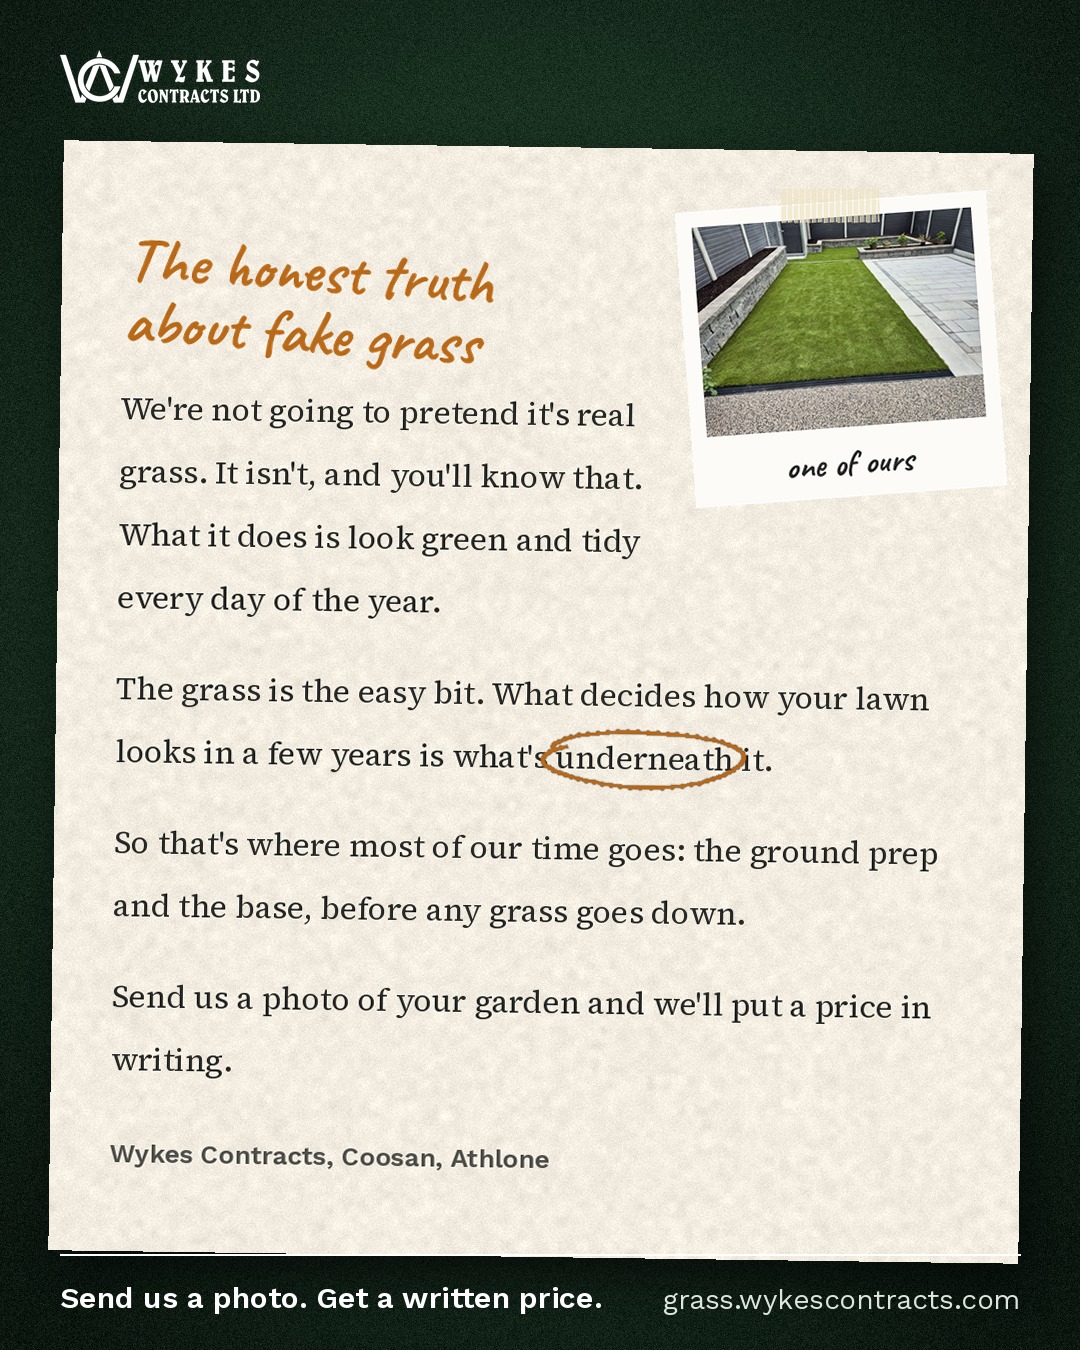 WYKES
CONTRACTS LTD
The honest truth
about fake grass
We're not going to pretend it's real
grass. It isn't, and you'll know that.
What it does is look green and tidy
every day of the year.
one of ours
The grass is the easy bit. What decides how your lawn
looks in a few years is what's underneath it.
So that's where most of our time goes: the ground prep
and the base, before any grass goes down.
Send us a photo of your garden and we'll put a price in
writing.
Wykes Contracts, Coosan, Athlone
Send us a photo. Get a written price.
grass.wykescontracts.com